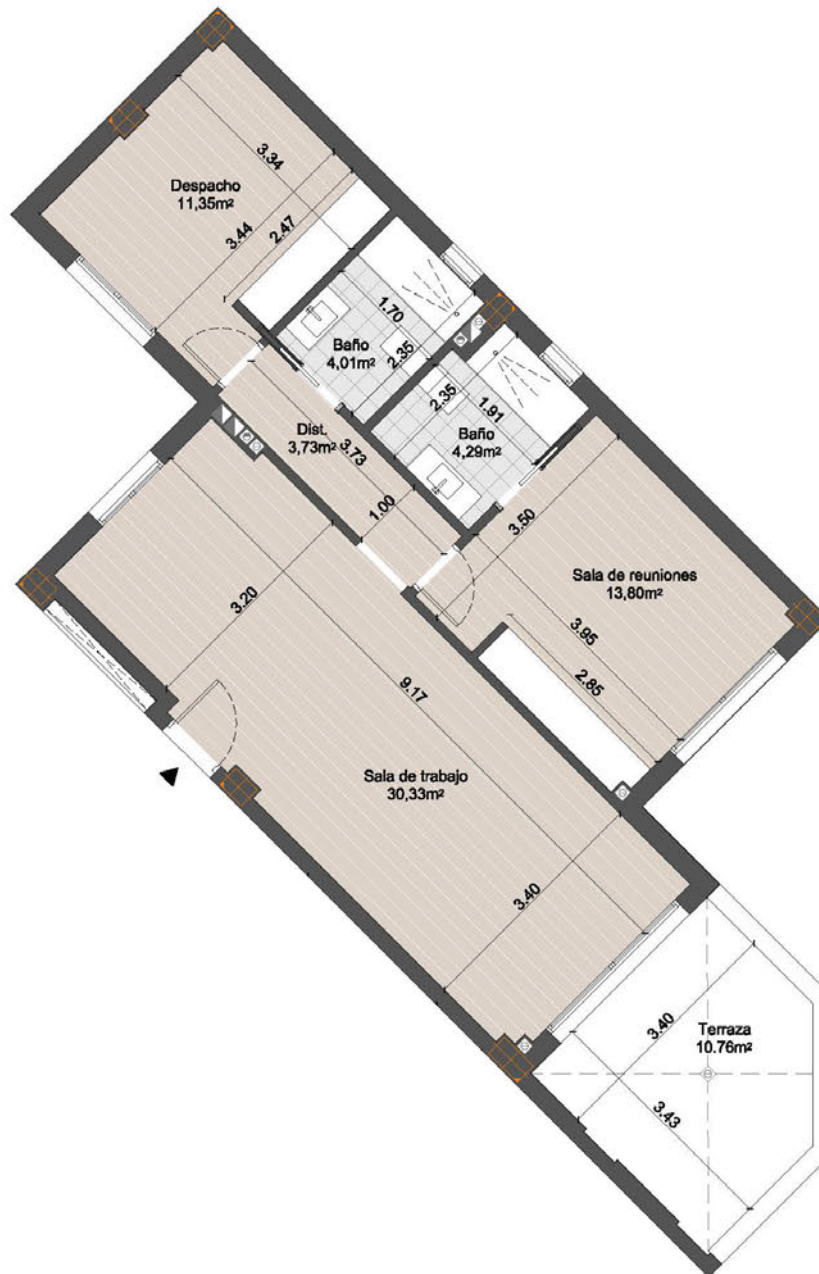 3.34
Despacho
11,35m²
3.44
2.47
1.70
Baño
4,01m²
2.35
2.35
1.91
Baño
4,29m²
Dist.
3,73m²
3.73
1.00
3.50
Sala de reuniones
13,80m²
3.95
2.85
3.20
9.17
Sala de trabajo
30,33m²
3.40
3.40
Terraza
10.76m²
3.43